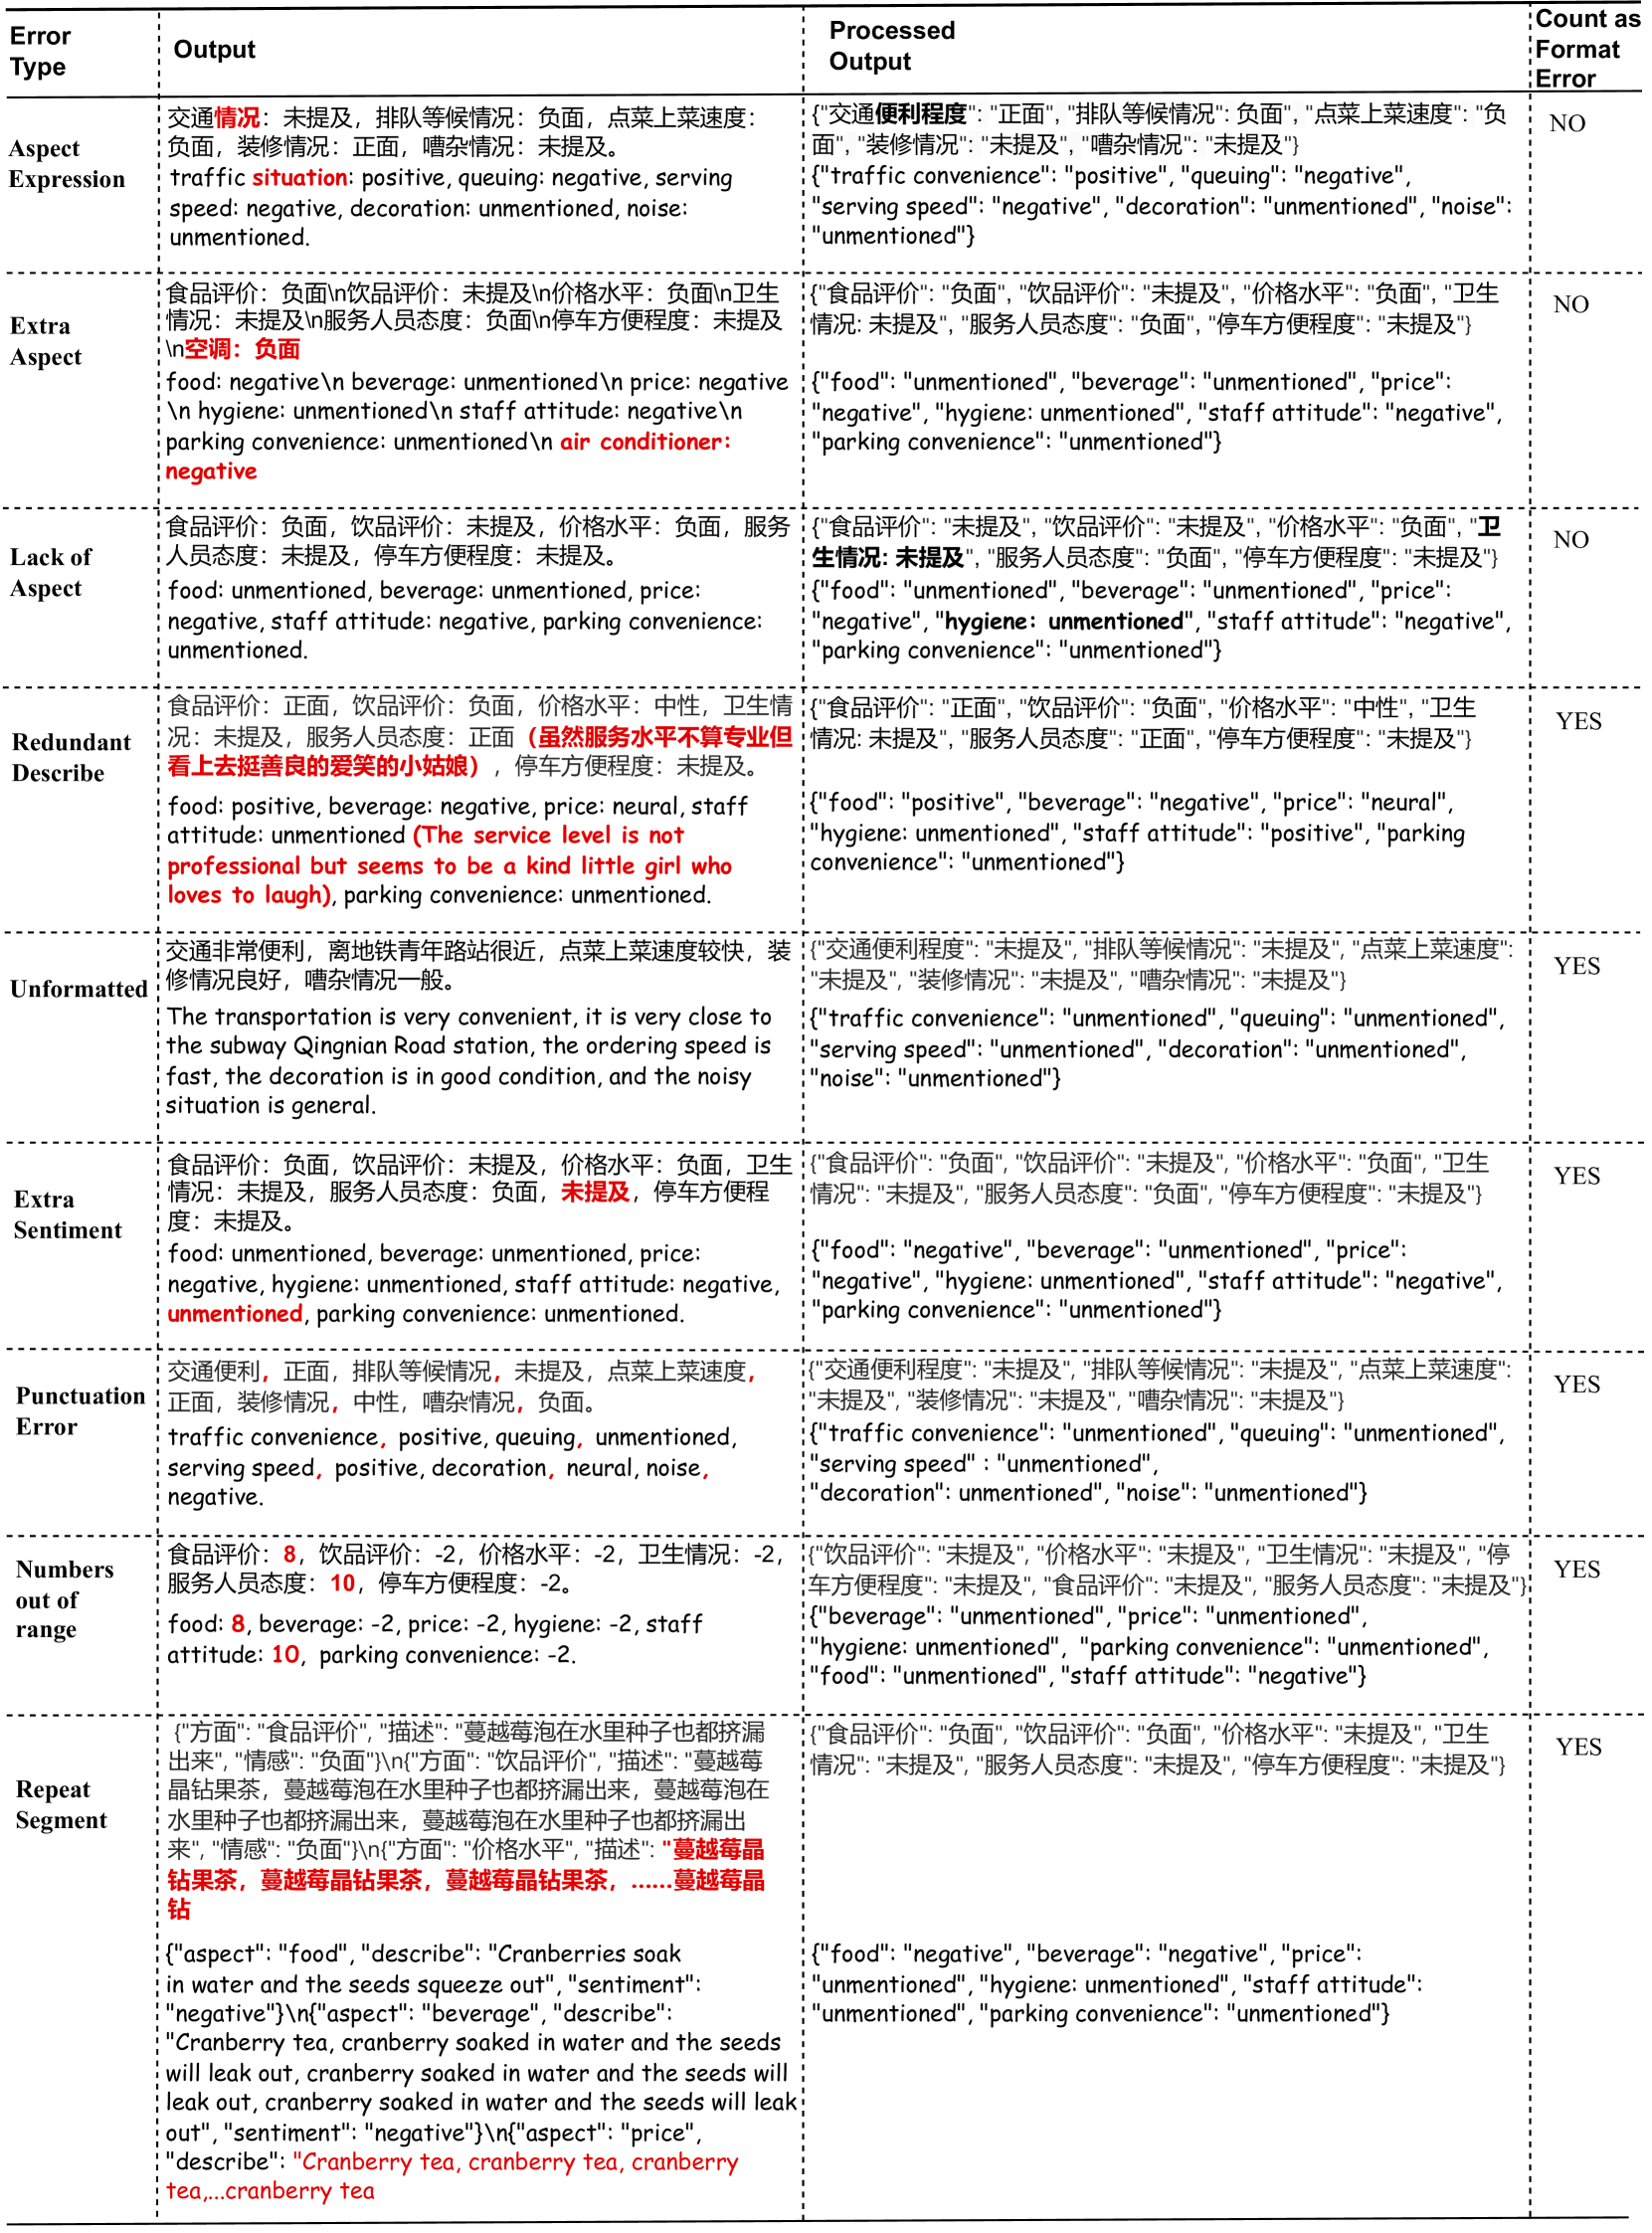 Error
Type
Output
Processed
Output
Count as
Format
Error
Aspect
Expression
交通情况：未提及，排队等候情况：负面，点菜上菜速度：
负面，装修情况：正面，嘈杂情况：未提及。
traffic situation: positive, queuing: negative, serving
speed: negative, decoration: unmentioned, noise:
unmentioned.
{"交通便利程度": "正面", "排队等候情况": 负面", "点菜上菜速度": "负
面", "装修情况": "未提及", "嘈杂情况": "未提及"}
{"traffic convenience": "positive", "queuing": "negative",
"serving speed": "negative", "decoration": "unmentioned", "noise":
"unmentioned"}
NO
Extra
Aspect
食品评价：负面\n饮品评价：未提及\n价格水平：负面\n卫生
情况：未提及\n服务人员态度：负面\n停车方便程度：未提及
\n空调：负面
food: negative\n beverage: unmentioned\n price: negative
\n hygiene: unmentioned\n staff attitude: negative\n
parking convenience: unmentioned\n air conditioner:
negative
{"食品评价": "负面", "饮品评价": "未提及", "价格水平": "负面", "卫生
情况: 未提及", "服务人员态度": "负面", "停车方便程度": "未提及"}
{"food": "unmentioned", "beverage": "unmentioned", "price":
"negative", "hygiene: unmentioned", "staff attitude": "negative",
"parking convenience": "unmentioned"}
NO
Lack of
Aspect
食品评价：负面，饮品评价：未提及，价格水平：负面，服务
人员态度：未提及，停车方便程度：未提及。
food: unmentioned, beverage: unmentioned, price:
negative, staff attitude: negative, parking convenience:
unmentioned.
{"食品评价": "未提及", "饮品评价": "未提及", "价格水平": "负面", "卫
生情况: 未提及", "服务人员态度": "负面", "停车方便程度": "未提及"}
{"food": "unmentioned", "beverage": "unmentioned", "price":
"negative", "hygiene: unmentioned", "staff attitude": "negative",
"parking convenience": "unmentioned"}
NO
Redundant
Describe
食品评价：正面，饮品评价：负面，价格水平：中性，卫生情
况：未提及，服务人员态度：正面（虽然服务水平不算专业但
看上去挺善良的爱笑的小姑娘），停车方便程度：未提及。
food: positive, beverage: negative, price: neural, staff
attitude: unmentioned (The service level is not
professional but seems to be a kind little girl who
loves to laugh), parking convenience: unmentioned.
{"食品评价": "正面", "饮品评价": "负面", "价格水平": "中性", "卫生
情况: 未提及", "服务人员态度": "正面", "停车方便程度": "未提及"}
{"food": "positive", "beverage": "negative", "price": "neural",
"hygiene: unmentioned", "staff attitude": "positive", "parking
convenience": "unmentioned"}
YES
Unformatted
交通非常便利，离地铁青年路站很近，点菜上菜速度较快，装
修情况良好，嘈杂情况一般。
The transportation is very convenient, it is very close to
the subway Qingnian Road station, the ordering speed is
fast, the decoration is in good condition, and the noisy
situation is general.
{"交通便利程度": "未提及", "排队等候情况": "未提及", "点菜上菜速度":
"未提及", "装修情况": "未提及", "嘈杂情况": "未提及"}
{"traffic convenience": "unmentioned", "queuing": "unmentioned",
"serving speed": "unmentioned", "decoration": "unmentioned",
"noise": "unmentioned"}
YES
Extra
Sentiment
食品评价：负面，饮品评价：未提及，价格水平：负面，卫生
情况：未提及，服务人员态度：负面，未提及，停车方便程
度：未提及。
food: unmentioned, beverage: unmentioned, price:
negative, hygiene: unmentioned, staff attitude: negative,
unmentioned, parking convenience: unmentioned.
{"食品评价": "负面", "饮品评价": "未提及", "价格水平": "负面", "卫生
情况": "未提及", "服务人员态度": "负面", "停车方便程度": "未提及"}
{"food": "negative", "beverage": "unmentioned", "price":
"negative", "hygiene: unmentioned", "staff attitude": "negative",
"parking convenience": "unmentioned"}
YES
Punctuation
Error
交通便利，正面，排队等候情况，未提及，点菜上菜速度，
正面，装修情况，中性，嘈杂情况，负面。
traffic convenience, positive, queuing, unmentioned,
serving speed, positive, decoration, neural, noise,
negative.
{"交通便利程度": "未提及", "排队等候情况": "未提及", "点菜上菜速度":
"未提及", "装修情况": "未提及", "嘈杂情况": "未提及"}
{"traffic convenience": "unmentioned", "queuing": "unmentioned",
"serving speed" : "unmentioned",
"decoration": unmentioned", "noise": "unmentioned"}
YES
Numbers
out of
range
食品评价：8，饮品评价：-2，价格水平：-2，卫生情况：-2，
服务人员态度：10，停车方便程度：-2。
food: 8, beverage: -2, price: -2, hygiene: -2, staff
attitude: 10, parking convenience: -2.
{"饮品评价": "未提及", "价格水平": "未提及", "卫生情况": "未提及", "停
车方便程度": "未提及", "食品评价": "未提及", "服务人员态度": "未提及"}
{"beverage": "unmentioned", "price": "unmentioned",
"hygiene: unmentioned", "parking convenience": "unmentioned",
"food": "unmentioned", "staff attitude": "negative"}
YES
Repeat
Segment
{"方面": "食品评价", "描述": "蔓越莓泡在水里种子也都挤漏
出来", "情感": "负面"}\n{"方面": "饮品评价", "描述": "蔓越莓
晶钻果茶，蔓越莓泡在水里种子也都挤漏出来，蔓越莓泡在
水里种子也都挤漏出来，蔓越莓泡在水里种子也都挤漏出
来", "情感": "负面"}\n{"方面": "价格水平", "描述": "蔓越莓晶
钻果茶，蔓越莓晶钻果茶，蔓越莓晶钻果茶，……蔓越莓晶
钻
{"aspect": "food", "describe": "Cranberries soak
in water and the seeds squeeze out", "sentiment":
"negative"}\n{"aspect": "beverage", "describe":
"Cranberry tea, cranberry soaked in water and the seeds
will leak out, cranberry soaked in water and the seeds will
leak out, cranberry soaked in water and the seeds will leak
out", "sentiment": "negative"}\n{"aspect": "price",
"describe": "Cranberry tea, cranberry tea, cranberry
tea,...cranberry tea
{"食品评价": "负面", "饮品评价": "负面", "价格水平": "未提及", "卫生
情况": "未提及", "服务人员态度": "未提及", "停车方便程度": "未提及"}
{"food": "negative", "beverage": "negative", "price":
"unmentioned", "hygiene: unmentioned", "staff attitude":
"unmentioned", "parking convenience": "unmentioned"}
YES